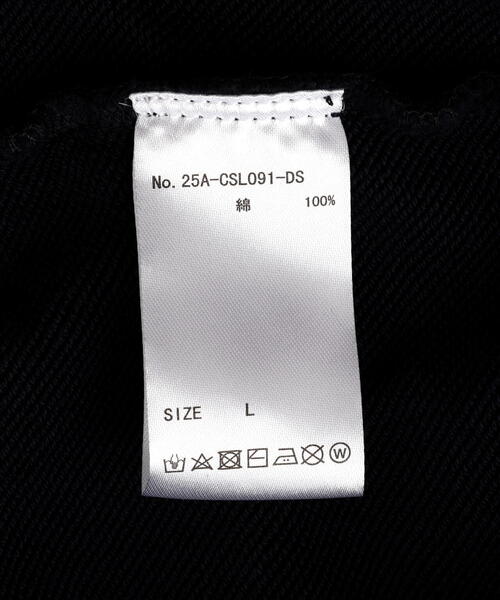 No. 25A-CSL091-DS
綿 100%
SIZE L
W